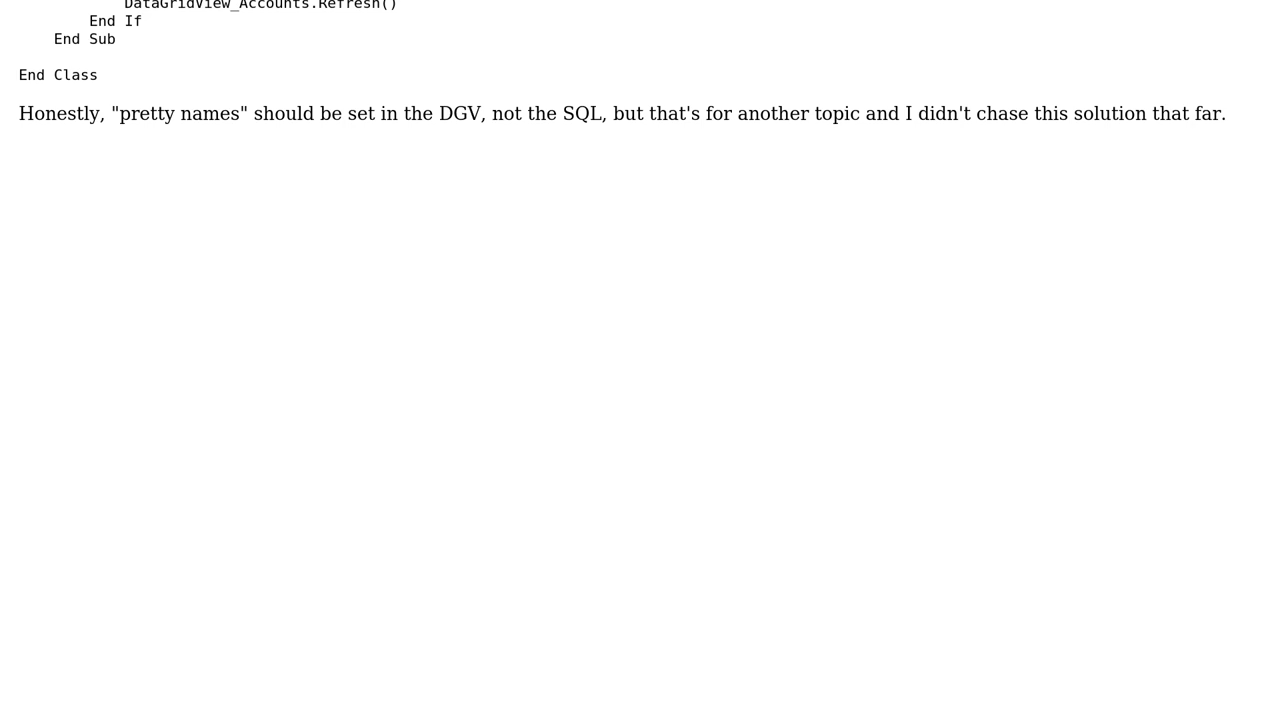 DataGridView_Accounts.Refresh()
End If
End Sub
End Class
Honestly, "pretty names" should be set in the DGV, not the SQL, but that's for another topic and I didn't chase this solution that far.